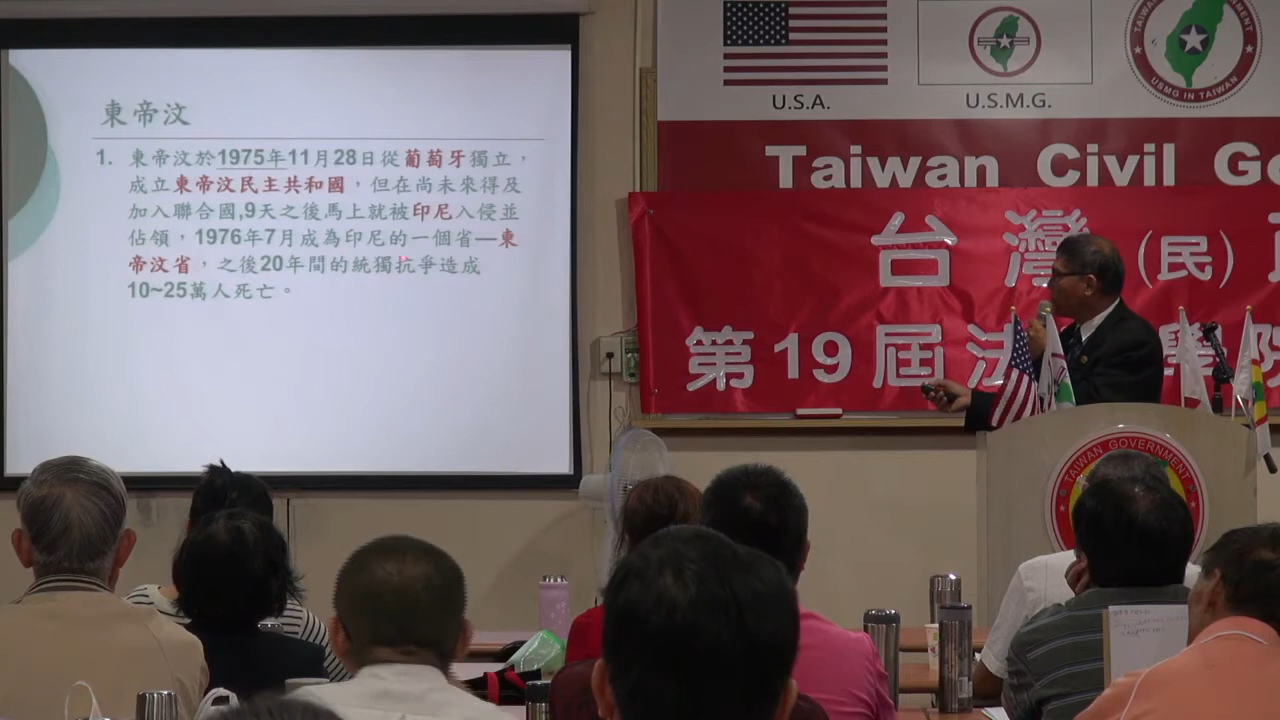 東帝汶
1. 東帝汶於1975年11月28日從葡萄牙獨立，
成立東帝汶民主共和國，但在尚未來得及
加入聯合國,9天之後馬上就被印尼入侵並
佔領，1976年7月成為印尼的一個省—東
帝汶省，之後20年間的統獨抗爭造成
10~25萬人死亡。
U.S.A.
U.S.M.G.
USMG IN TAIWAN
Taiwan Civil Go
台灣(民)
第19屆法學院
TAIWAN GOVERNMENT